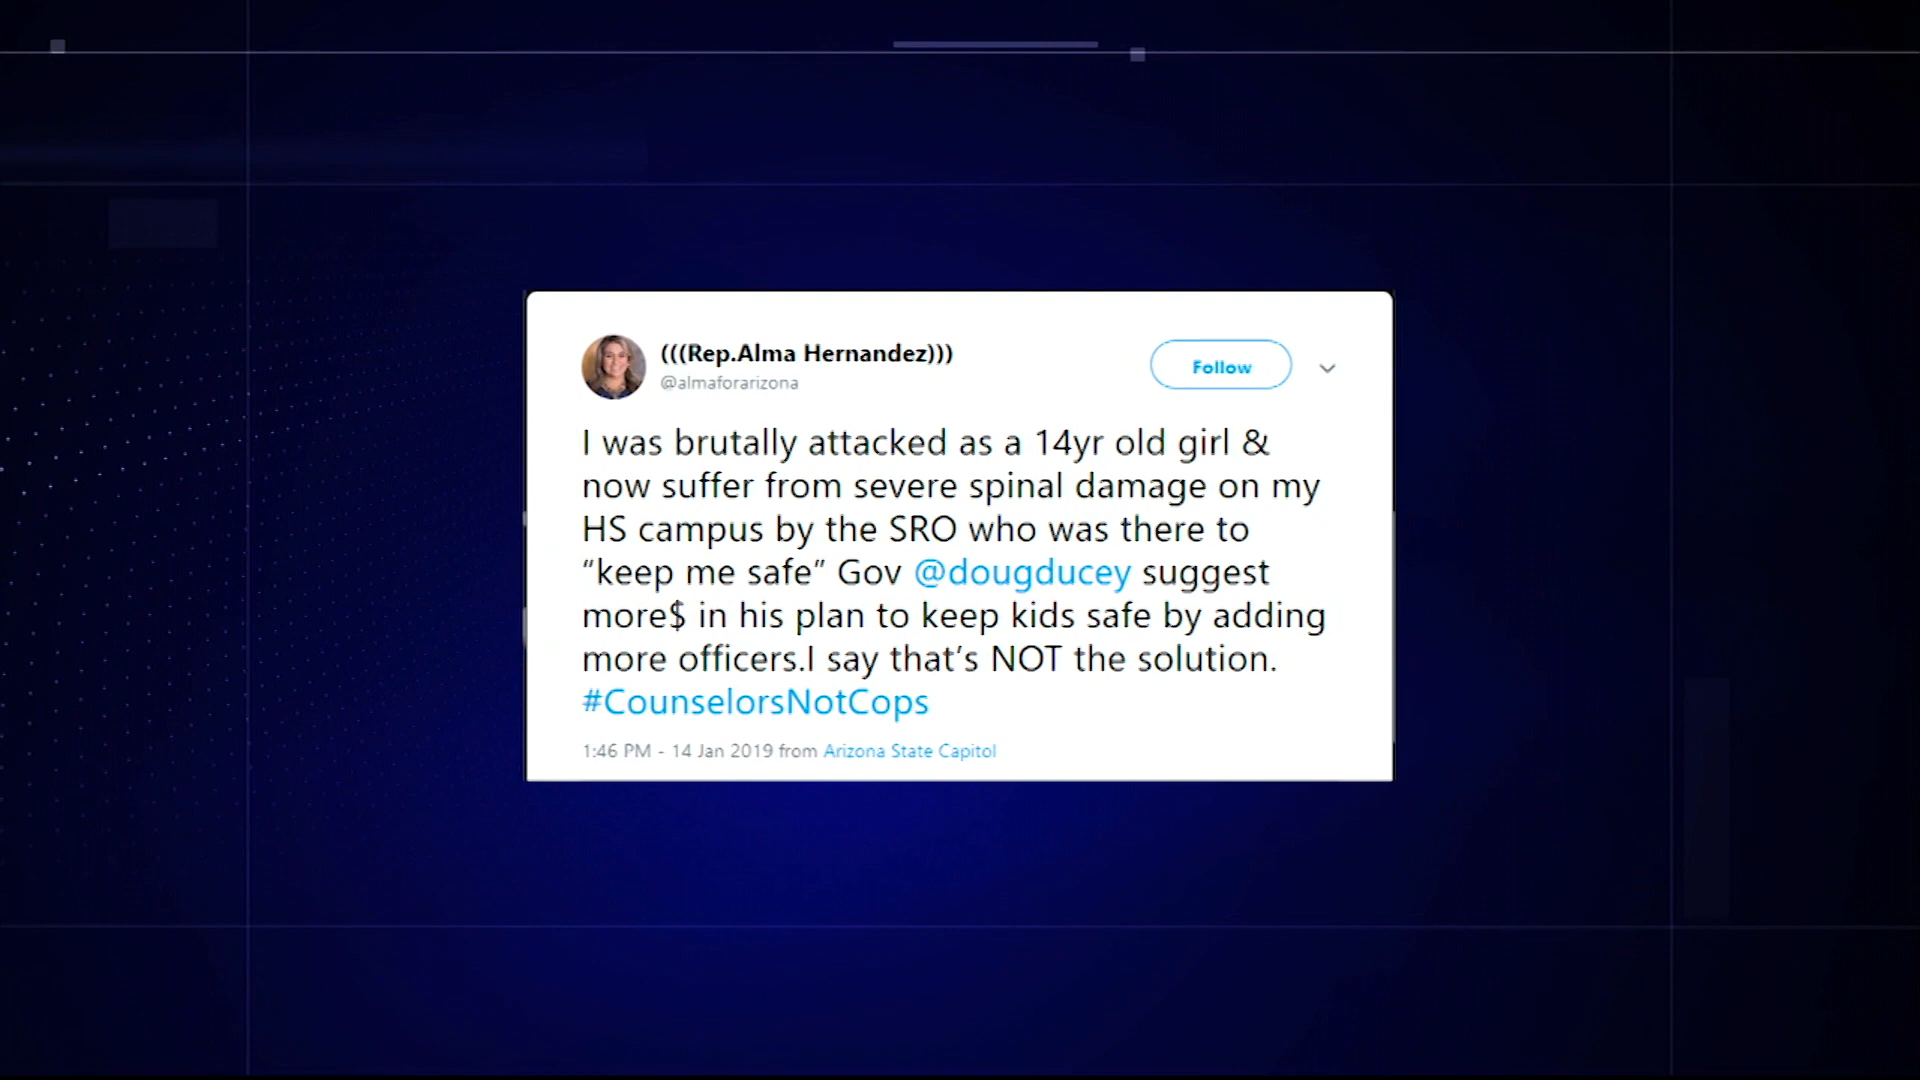 (((Rep.Alma Hernandez)))
@almaforarizona
Follow
I was brutally attacked as a 14yr old girl &
now suffer from severe spinal damage on my
HS campus by the SRO who was there to
“keep me safe” Gov @dougducey suggest
more$ in his plan to keep kids safe by adding
more officers.I say that’s NOT the solution.
#CounselorsNotCops
1:46 PM - 14 Jan 2019 from Arizona State Capitol